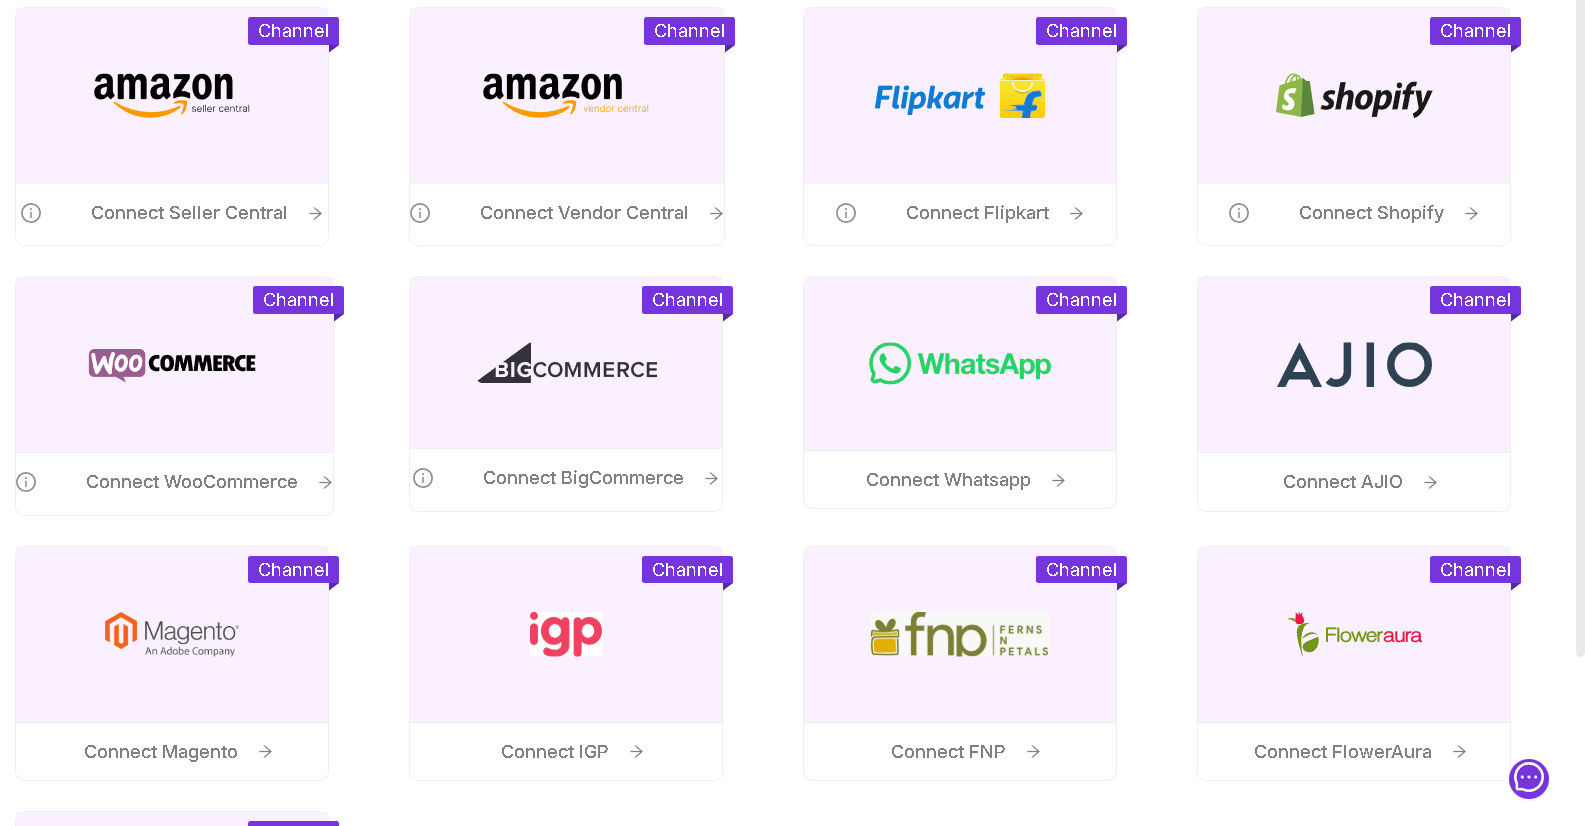 Channel
Channel
Channel
Channel
amazon
seller central
amazon
vendor central
Flipkart
shopify
Connect Seller Central
Connect Vendor Central
Connect Flipkart
Connect Shopify
Channel
Channel
Channel
Channel
WOO COMMERCE
BIGCOMMERCE
WhatsApp
AJIO
Connect WooCommerce
Connect BigCommerce
Connect Whatsapp
Connect AJIO
Channel
Channel
Channel
Channel
Magento®
An Adobe Company
igp
fnp
FERNS
N
PETALS
Floweraura
Connect Magento
Connect IGP
Connect FNP
Connect FlowerAura